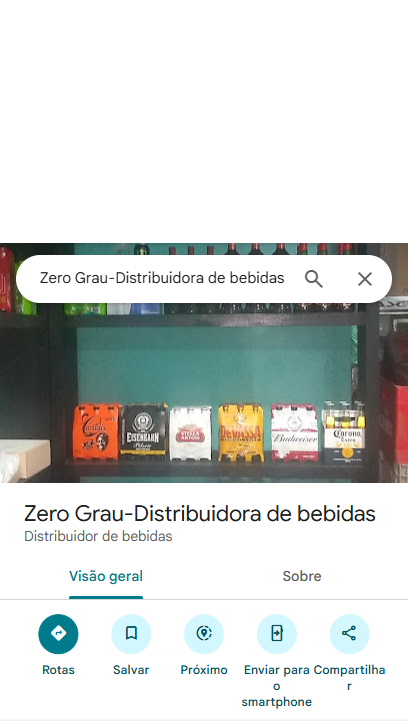 Zero Grau-Distribuidora de bebidas
EISENBAHN
Pilsen
STELLA
ARTOIS
Budweiser
Corona
Extra
Zero Grau-Distribuidora de bebidas
Distribuidor de bebidas
Visão geral
Sobre
Rotas
Salvar
Próximo
Enviar para
o
smartphone
Compartilha
r